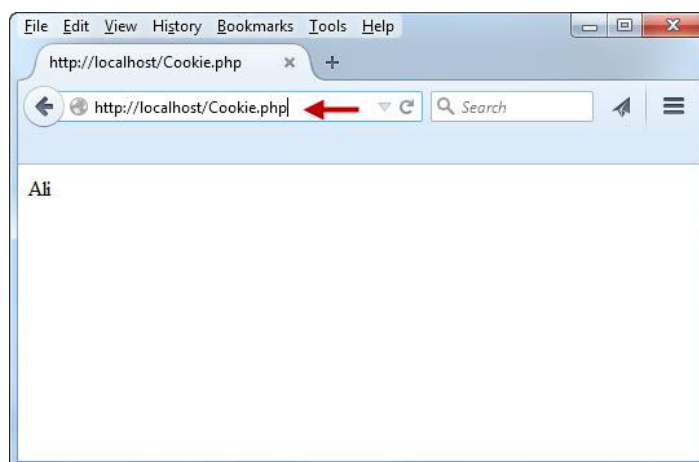 File Edit View History Bookmarks Tools Help
http://localhost/Cookie.php
http://localhost/Cookie.php Search
Ali